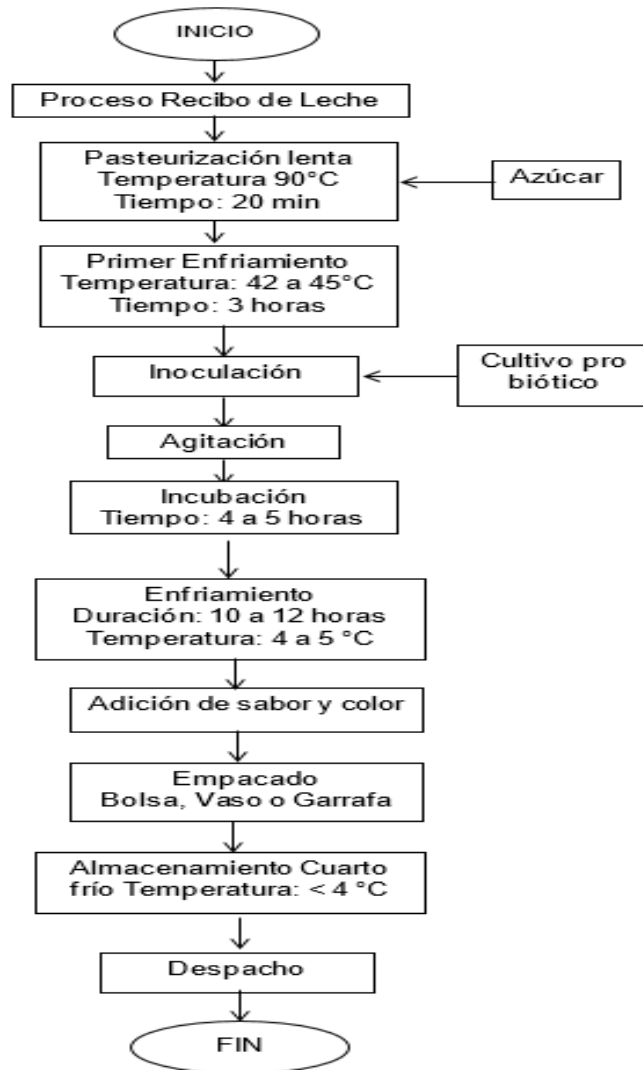 INICIO
Proceso Recibo de Leche
Pasteurización lenta
Temperatura 90°C
Tiempo: 20 min
Azúcar
Primer Enfriamiento
Temperatura: 42 a 45°C
Tiempo: 3 horas
Inoculación
Cultivo pro
biótico
Agitación
Incubación
Tiempo: 4 a 5 horas
Enfriamiento
Duración: 10 a 12 horas
Temperatura: 4 a 5 °C
Adición de sabor y color
Empacado
Bolsa, Vaso o Garrafa
Almacenamiento Cuarto
frío Temperatura: < 4 °C
Despacho
FIN